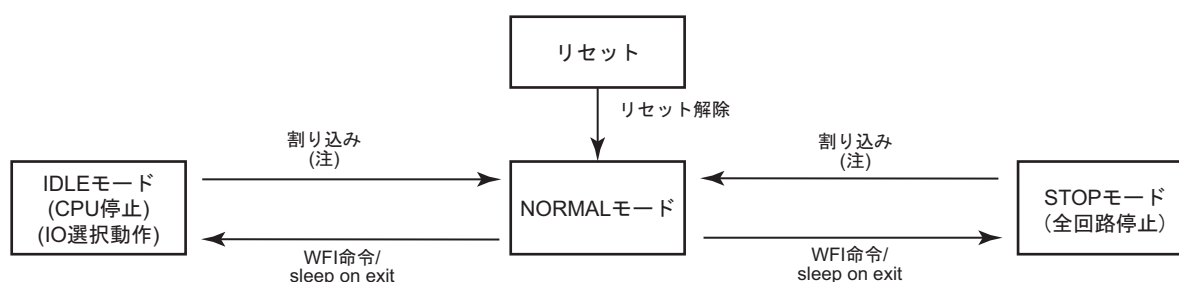 リセット
リセット解除
割り込み
(注)
割り込み
(注)
IDLEモード
(CPU停止)
(IO選択動作)
NORMALモード
STOPモード
(全回路停止)
WFI命令/
sleep on exit
WFI命令/
sleep on exit